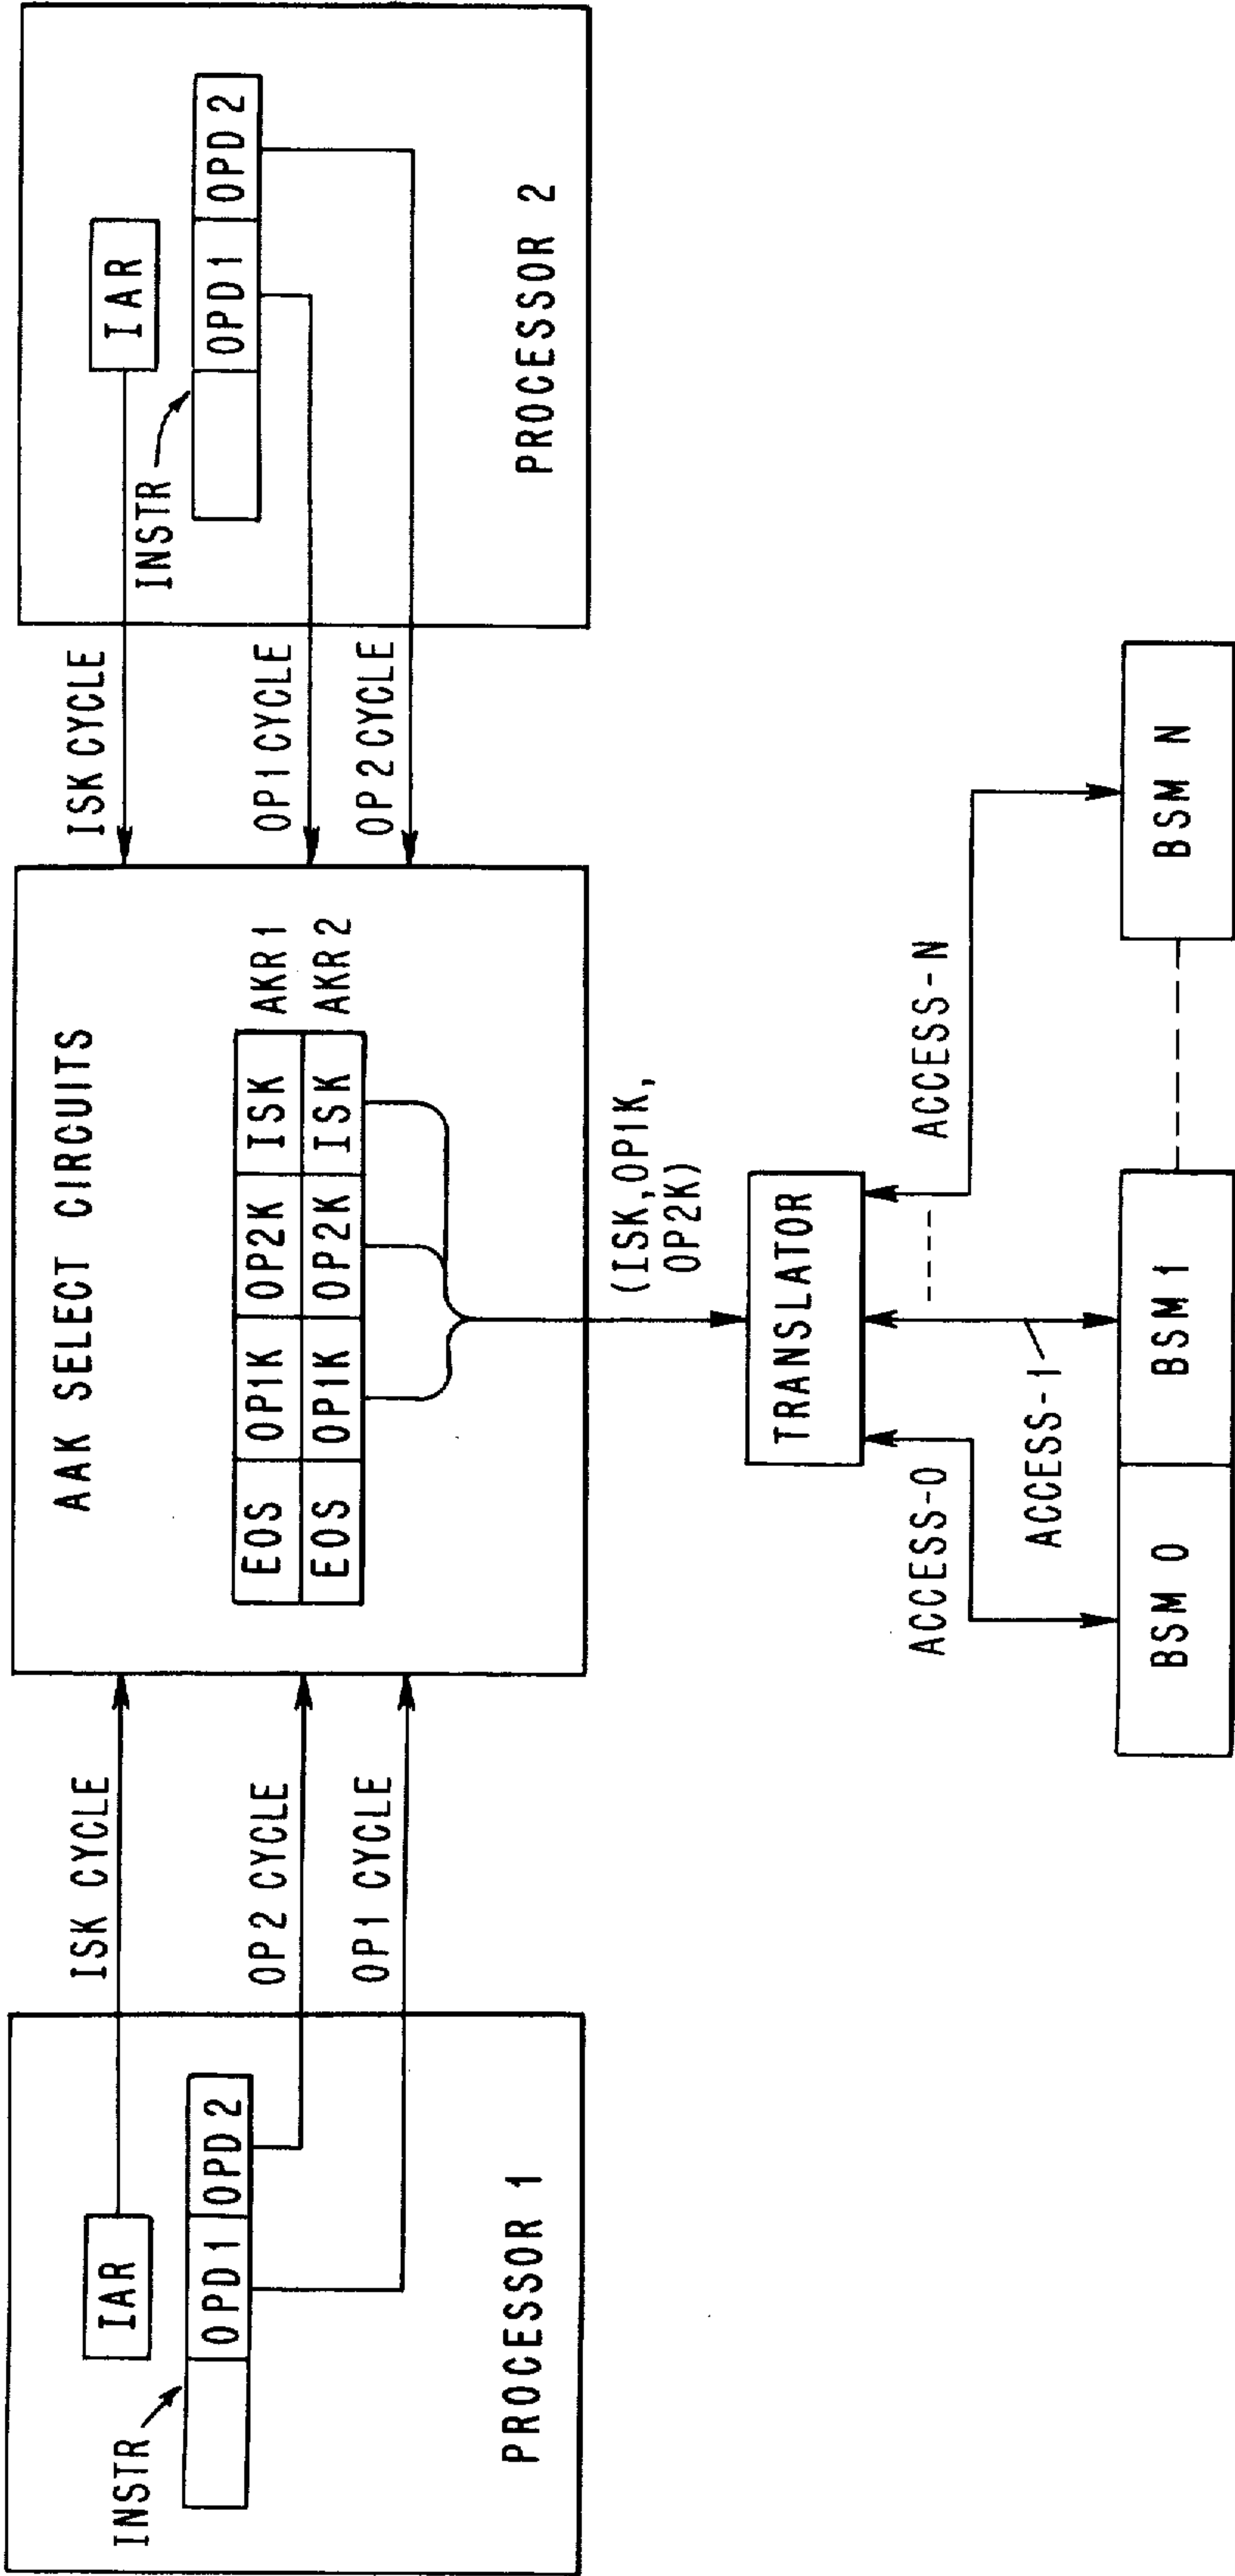 AAK SELECT CIRCUITS
INSTR
IAR
OPD1 OPD2
PROCESSOR 1
ISK CYCLE
OP2 CYCLE
OP1 CYCLE
EOS OP1K OP2K ISK AKR1
EOS OP1K OP2K ISK AKR2
ISK CYCLE
OP1 CYCLE
OP2 CYCLE
INSTR
IAR
OPD1 OPD2
PROCESSOR 2
(ISK,OP1K,
OP2K)
TRANSLATOR
ACCESS-0
ACCESS-1
ACCESS-N
BSM 0
BSM 1
BSM N